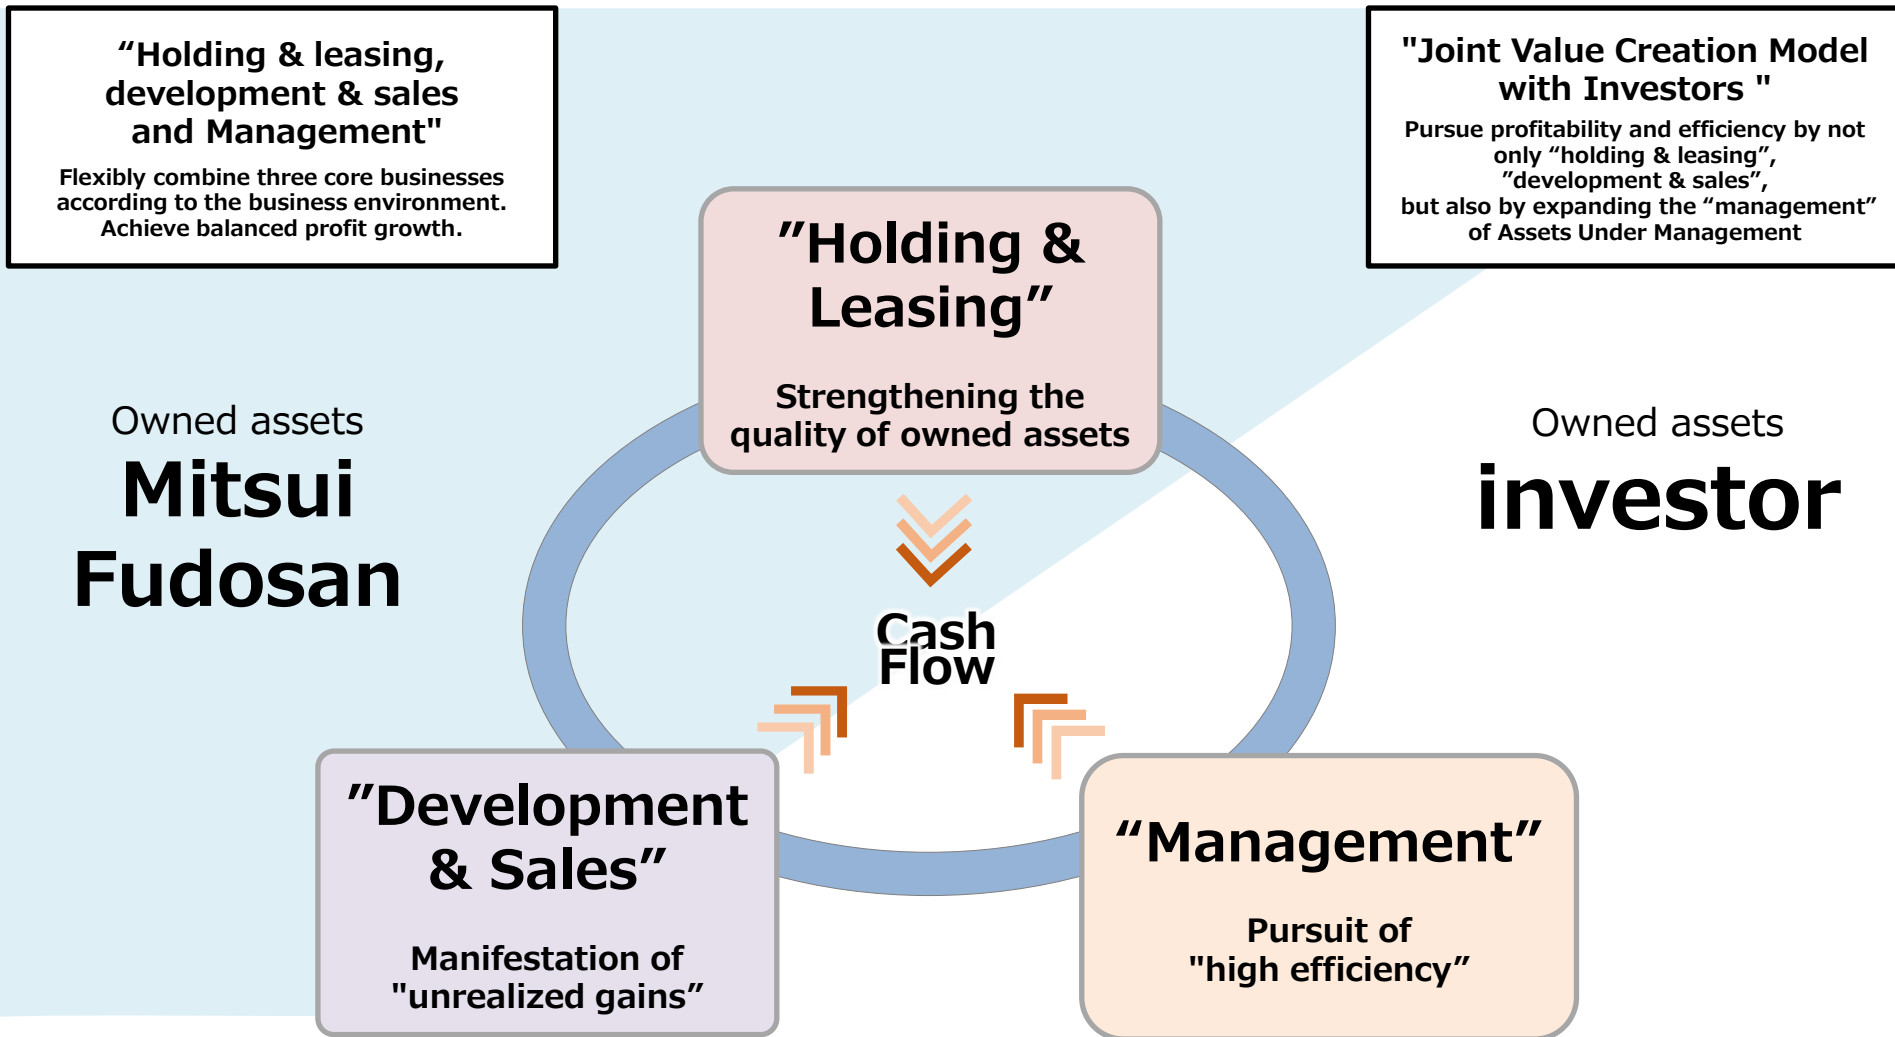 “Holding & leasing,
development & sales
and Management"
Flexibly combine three core businesses
according to the business environment.
Achieve balanced profit growth.
"Joint Value Creation Model
with Investors "
Pursue profitability and efficiency by not
only “holding & leasing”,
”development & sales”,
but also by expanding the “management”
of Assets Under Management
”Holding &
Leasing”
Strengthening the
quality of owned assets
Owned assets
Mitsui
Fudosan
Owned assets
investor
Cash
Flow
”Development
& Sales”
Manifestation of
"unrealized gains”
“Management”
Pursuit of
"high efficiency”